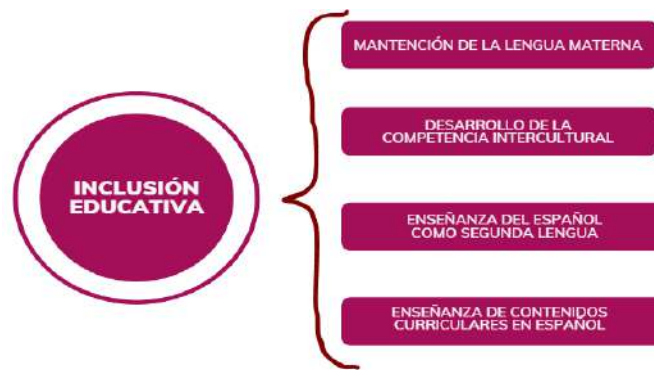 INCLUSIÓN
EDUCATIVA
MANTENCIÓN DE LA LENGUA MATERNA
DESARROLLO DE LA
COMPETENCIA INTERCULTURAL
ENSEÑANZA DEL ESPAÑOL
COMO SEGUNDA LENGUA
ENSEÑANZA DE CONTENIDOS
CURRICULARES EN ESPAÑOL